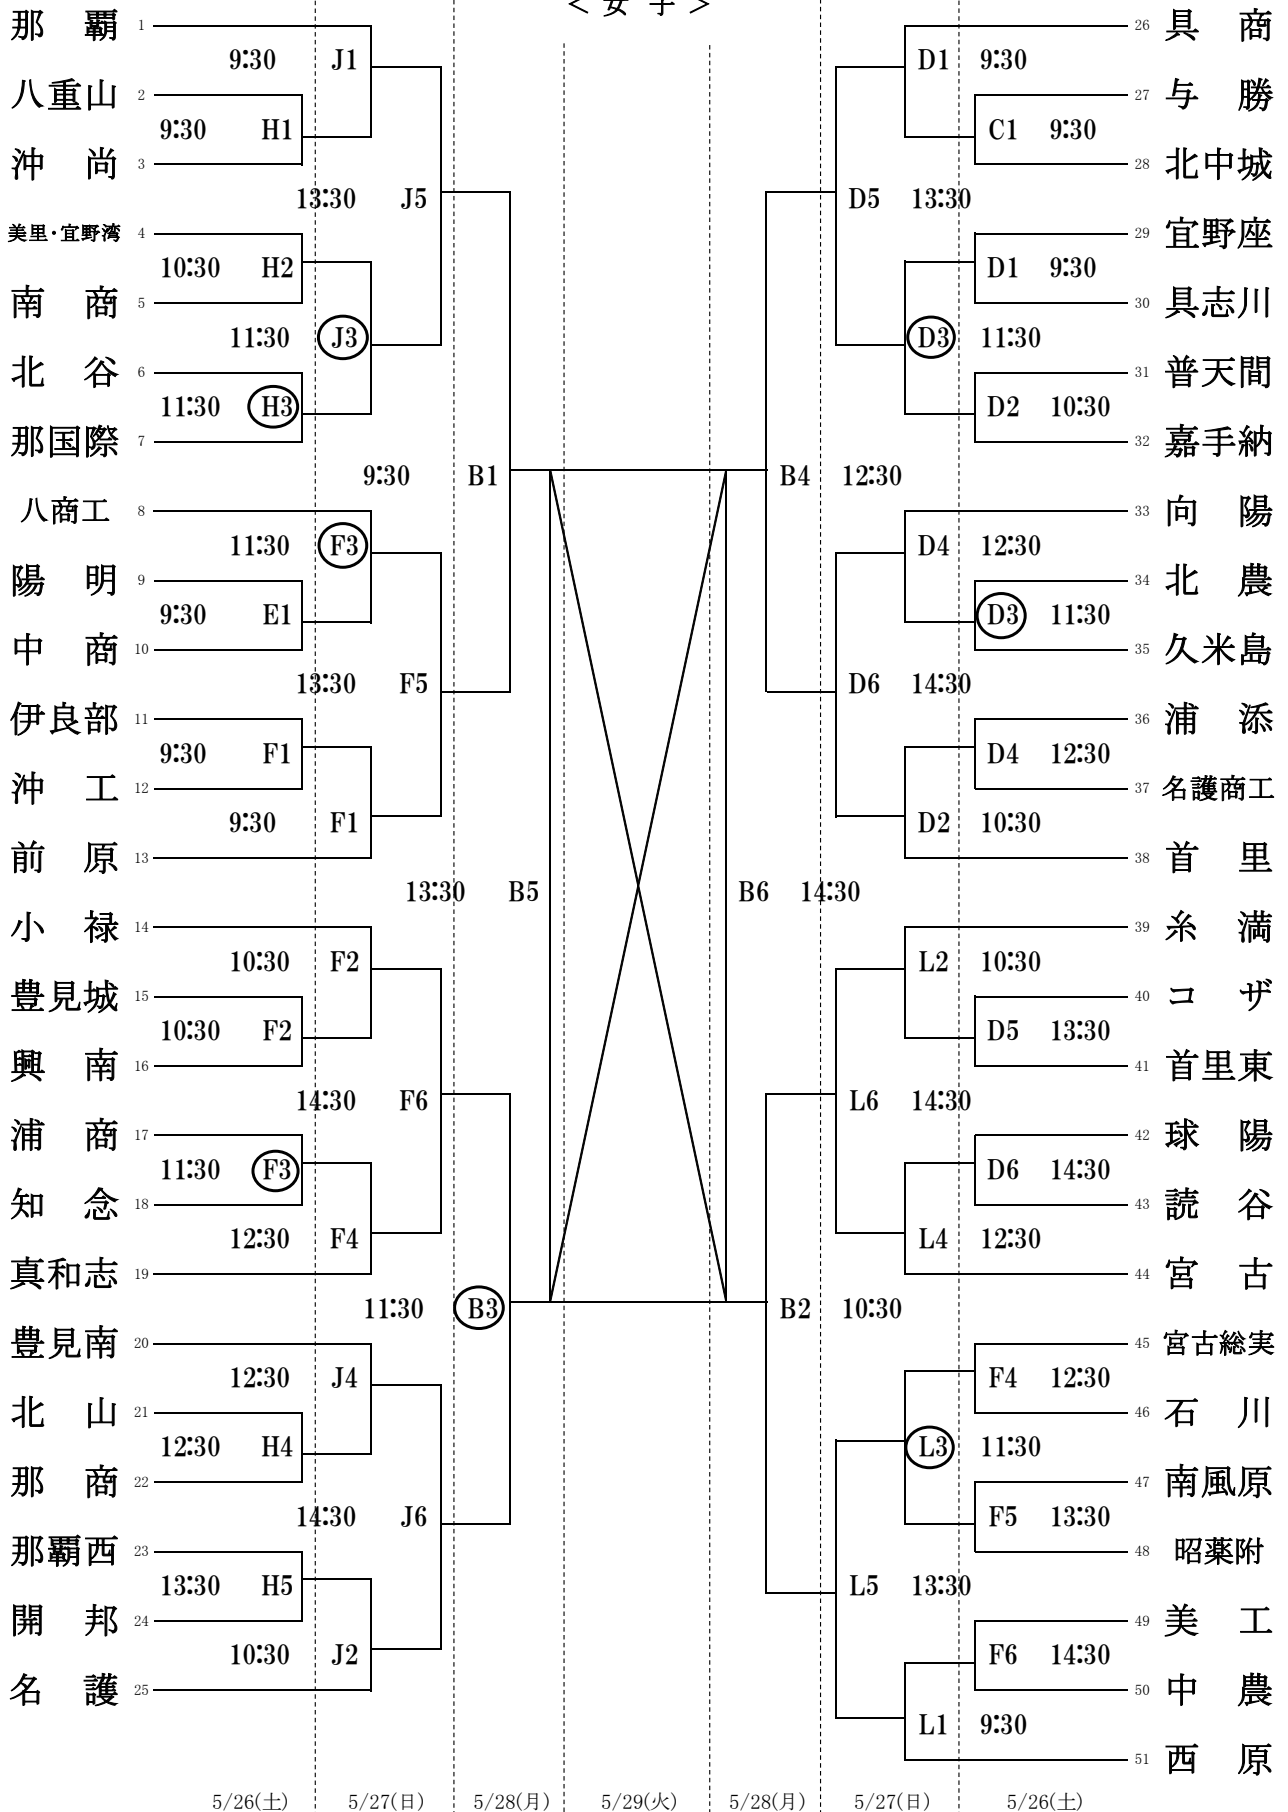 < 女 子 >
那 覇 1 26 具 商
9:30 J1 D1 9:30
八重山 2 27 与 勝
9:30 H1 C1 9:30
沖 尚 3 28 北中城
13:30 J5 D5 13:30
美里・宜野湾 4 29 宜野座
10:30 H2 D1 9:30
南 商 5 30 具志川
11:30 J3 D3 11:30
北 谷 6 31 普天間
11:30 H3 D2 10:30
那国際 7 32 嘉手納
9:30 B1 B4 12:30
八商工 8 33 向 陽
11:30 F3 D4 12:30
陽 明 9 34 北 農
9:30 E1 D3 11:30
中 商 10 35 久米島
13:30 F5 D6 14:30
伊良部 11 36 浦 添
9:30 F1 D4 12:30
沖 工 12 37 名護商工
9:30 F1 D2 10:30
前 原 13 38 首 里
13:30 B5 B6 14:30
小 禄 14 39 糸 満
10:30 F2 L2 10:30
豊見城 15 40 コ ザ
10:30 F2 D5 13:30
興 南 16 41 首里東
14:30 F6 L6 14:30
浦 商 17 42 球 陽
11:30 F3 D6 14:30
知 念 18 43 読 谷
12:30 F4 L4 12:30
真和志 19 44 宮 古
11:30 B3 B2 10:30
豊見南 20 45 宮古総実
12:30 J4 F4 12:30
北 山 21 46 石 川
12:30 H4 L3 11:30
那 商 22 47 南風原
14:30 J6 F5 13:30
那覇西 23 48 昭薬附
13:30 H5 L5 13:30
開 邦 24 49 美 工
10:30 J2 F6 14:30
名 護 25 50 中 農
L1 9:30
51 西 原
5/26(土) 5/27(日) 5/28(月) 5/29(火) 5/28(月) 5/27(日) 5/26(土)